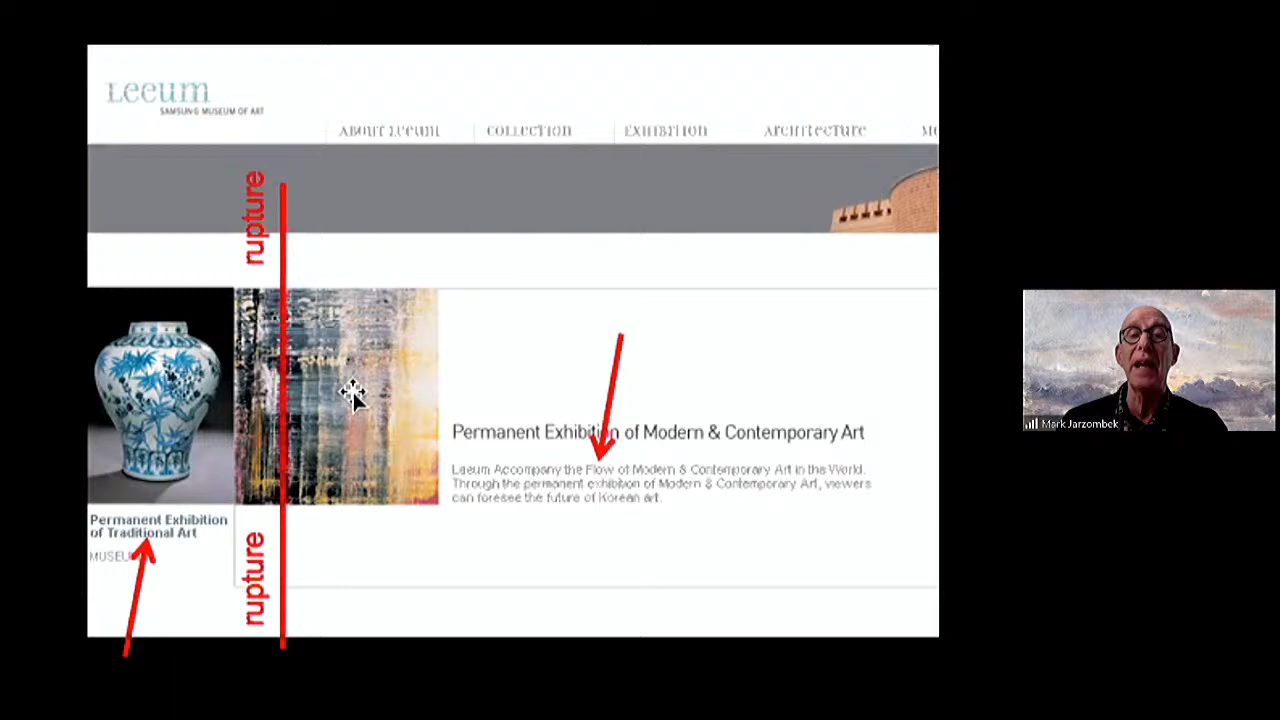 Leeum
SAMSUNG MUSEUM OF ART
ABOUT Leeum
COLLECTION
EXHIBITION
ARCHITECTURE
rupture
Permanent Exhibition of Modern & Contemporary Art
Leeum Accompany the Flow of Modern & Contemporary Art in the World.
Through the permanent exhibition of Modern & Contemporary Art, viewers
can foresee the future of Korean art.
Permanent Exhibition
of Traditional Art
rupture
Mark Jarzombek